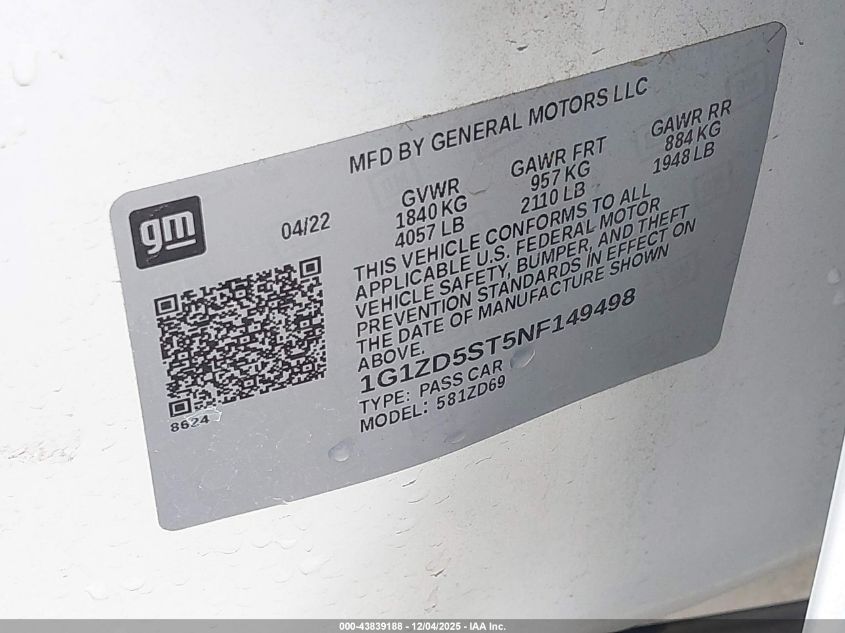 MFD BY GENERAL MOTORS LLC
gm
04/22
GVWR
1840 KG
4057 LB
GAWR FRT
957 KG
2110 LB
GAWR RR
884 KG
1948 LB
THIS VEHICLE CONFORMS TO ALL
APPLICABLE U.S. FEDERAL MOTOR
VEHICLE SAFETY, BUMPER, AND THEFT
PREVENTION STANDARDS IN EFFECT ON
THE DATE OF MANUFACTURE SHOWN
ABOVE.
1G1ZD5ST5NF149498
TYPE: PASS CAR
MODEL: 581ZD69
8624
000-43839188 - 12/04/2025 - IAA Inc.